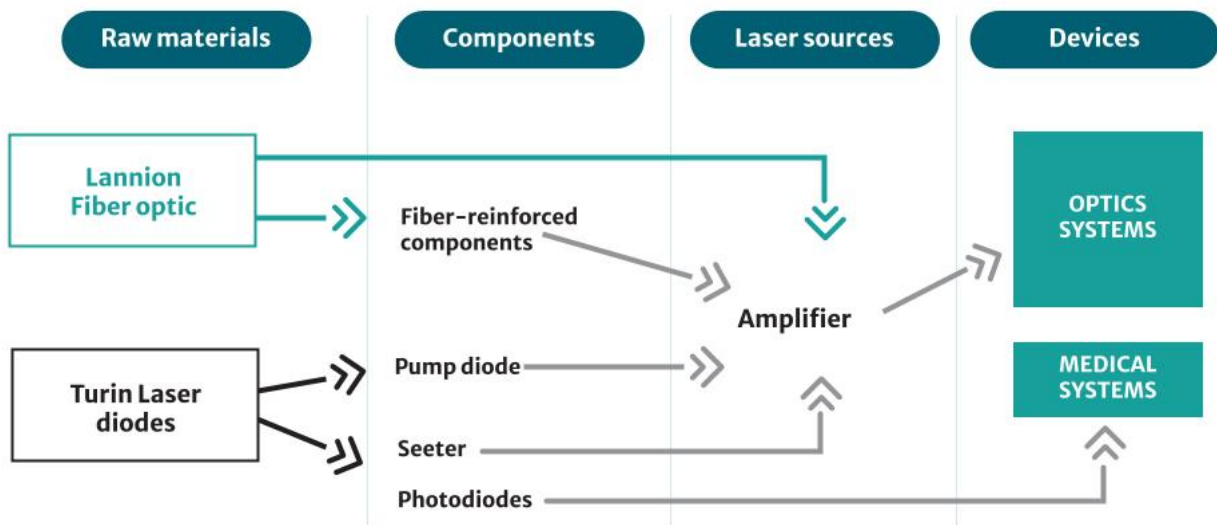 Raw materials
Components
Laser sources
Devices
Lannion
Fiber optic
Fiber-reinforced
components
OPTICS
SYSTEMS
Amplifier
Turin Laser
diodes
Pump diode
MEDICAL
SYSTEMS
Seeter
Photodiodes